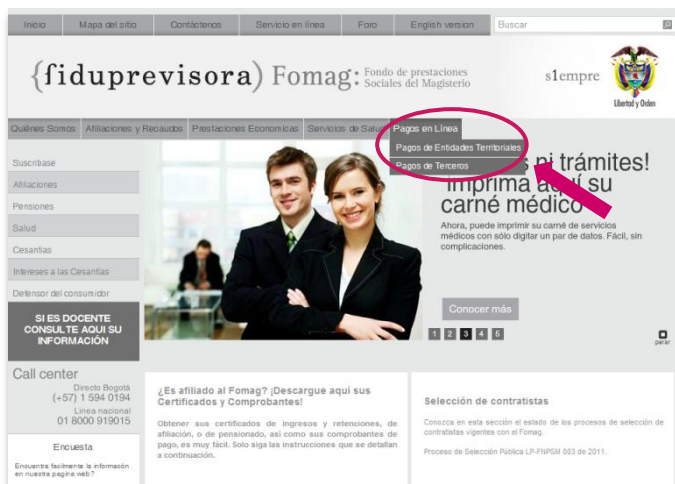 Inicio Mapa del sitio Contáctenos Servicio en línea Foro English version Buscar
{fiduprevisora) Fomag: Fondo de prestaciones
Sociales del Magisterio
s1empre
Libertad y Orden
Quiénes Somos Afiliaciones y Recaudos Prestaciones Economicas Servicios de Salud Pagos en Línea
Pagos de Entidades Territoriales
Pagos de Terceros
Suscribase
Afiliaciones
Pensiones
Salud
Cesantías
Intereses a las Cesantías
Defensor del consumidor
SI ES DOCENTE
CONSULTE AQUI SU
INFORMACIÓN
Call center
Directo Bogotá
(+57) 1 594 0194
Linea nacional
01 8000 919015
Encuesta
Encuentra facilmente la informacón
en nuestra pagina web?
ni trámites!
Imprima aquí su
carné médico
Ahora, puede imprimir su carné de servicios
médicos con sólo digitar un par de datos. Fácil, sin
complicaciones.
Conocer más
1 2 3 4 5
parar
¿Es afiliado al Fomag? ¡Descargue aquí sus
Certificados y Comprobantes!
Obtener sus certificados de ingresos y retenciones, de
afiliación, o de pensionado, así como sus comprobantes de
pago, es muy fácil. Solo siga las instrucciones que se detallan
a continuación.
Selección de contratistas
Conozca en esta sección el estado de los procesos de selección de
contratistas vigentes con el Fomag.
Proceso de Selección Pública LP-FNPSM 003 de 2011.